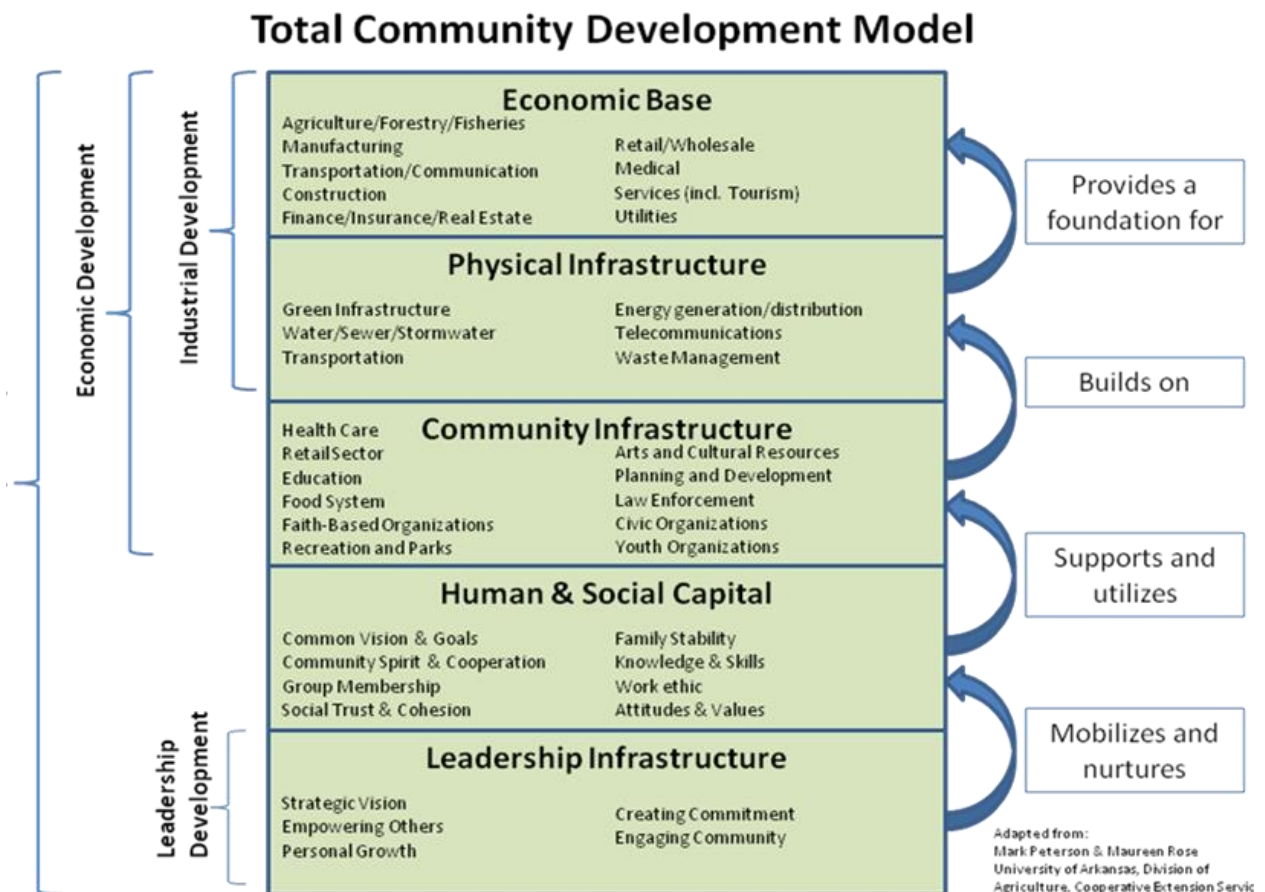 Total Community Development Model
Economic Development
Industrial Development
Leadership
Development
Economic Base
Agriculture/Forestry/Fisheries
Manufacturing
Transportation/Communication
Construction
Finance/Insurance/Real Estate
Retail/Wholesale
Medical
Services (incl. Tourism)
Utilities
Physical Infrastructure
Green Infrastructure
Water/Sewer/Stormwater
Transportation
Energy generation/distribution
Telecommunications
Waste Management
Community Infrastructure
Health Care
Retail Sector
Education
Food System
Faith-Based Organizations
Recreation and Parks
Arts and Cultural Resources
Planning and Development
Law Enforcement
Civic Organizations
Youth Organizations
Human & Social Capital
Common Vision & Goals
Community Spirit & Cooperation
Group Membership
Social Trust & Cohesion
Family Stability
Knowledge & Skills
Work ethic
Attitudes & Values
Leadership Infrastructure
Strategic Vision
Empowering Others
Personal Growth
Creating Commitment
Engaging Community
Provides a
foundation for
Builds on
Supports and
utilizes
Mobilizes and
nurtures
Adapted from:
Mark Peterson & Maureen Rose
University of Arkansas, Division of
Agriculture, Cooperative Extension Servic